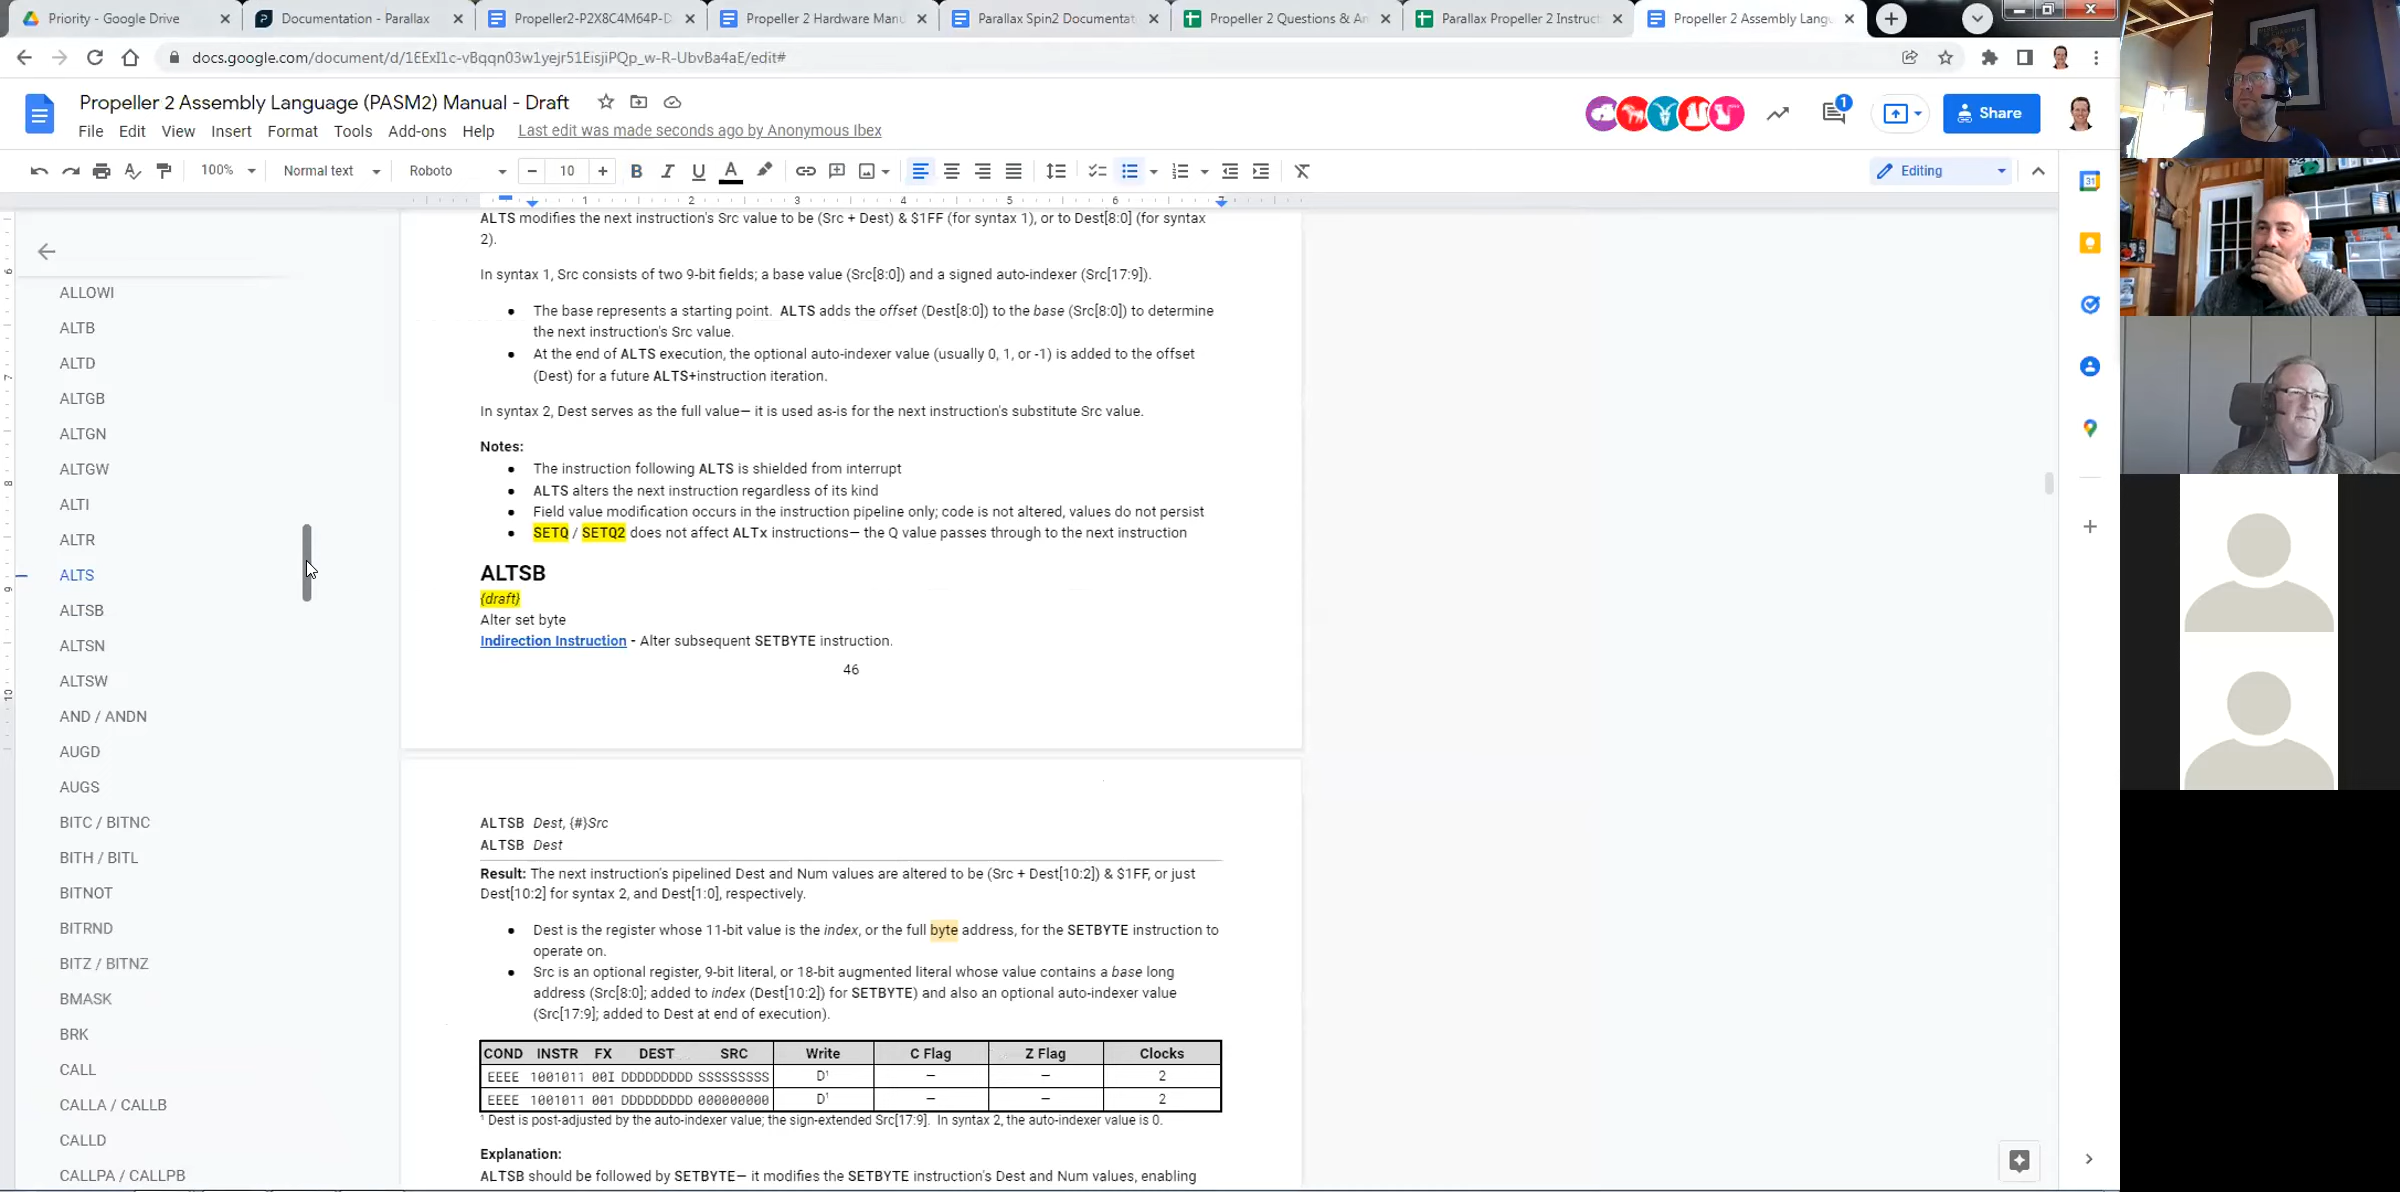 Priority - Google Drive
Documentation - Parallax
Propeller2-P2X8C4M64P-D
Propeller 2 Hardware Manu
Parallax Spin2 Documentat
Propeller 2 Questions & An
Parallax Propeller 2 Instruct
Propeller 2 Assembly Langu
docs.google.com/document/d/1EExI1c-vBqqn03w1yejr51EisjiPQp_w-R-UbvBa4aE/edit#
Propeller 2 Assembly Language (PASM2) Manual - Draft
File Edit View Insert Format Tools Add-ons Help Last edit was made seconds ago by Anonymous Ibex
1
Share
100% Normal text Roboto 10 B I U A Editing
31
1 2 3 4 5 6 7
6
7
8
9
10
ALLOWI
ALTB
ALTD
ALTGB
ALTGN
ALTGW
ALTI
ALTR
ALTS
ALTSB
ALTSN
ALTSW
AND / ANDN
AUGD
AUGS
BITC / BITNC
BITH / BITL
BITNOT
BITRND
BITZ / BITNZ
BMASK
BRK
CALL
CALLA / CALLB
CALLD
CALLPA / CALLPB
ALTS modifies the next instruction's Src value to be (Src + Dest) & $1FF (for syntax 1), or to Dest[8:0] (for syntax
2).
In syntax 1, Src consists of two 9-bit fields; a base value (Src[8:0]) and a signed auto-indexer (Src[17:9]).
● The base represents a starting point. ALTS adds the offset (Dest[8:0]) to the base (Src[8:0]) to determine
the next instruction's Src value.
● At the end of ALTS execution, the optional auto-indexer value (usually 0, 1, or -1) is added to the offset
(Dest) for a future ALTS+instruction iteration.
In syntax 2, Dest serves as the full value— it is used as-is for the next instruction's substitute Src value.
Notes:
● The instruction following ALTS is shielded from interrupt
● ALTS alters the next instruction regardless of its kind
● Field value modification occurs in the instruction pipeline only; code is not altered, values do not persist
● SETQ / SETQ2 does not affect ALTx instructions— the Q value passes through to the next instruction
ALTSB
{draft}
Alter set byte
Indirection Instruction - Alter subsequent SETBYTE instruction.
46
ALTSB Dest, {#}Src
ALTSB Dest
Result: The next instruction's pipelined Dest and Num values are altered to be (Src + Dest[10:2]) & $1FF, or just
Dest[10:2] for syntax 2, and Dest[1:0], respectively.
● Dest is the register whose 11-bit value is the index, or the full byte address, for the SETBYTE instruction to
operate on.
● Src is an optional register, 9-bit literal, or 18-bit augmented literal whose value contains a base long
address (Src[8:0]; added to index (Dest[10:2]) for SETBYTE) and also an optional auto-indexer value
(Src[17:9]; added to Dest at end of execution).
COND INSTR FX DEST SRC Write C Flag Z Flag Clocks
EEEE 1001011 00I DDDDDDDDD SSSSSSSSS D¹ – – 2
EEEE 1001011 001 DDDDDDDDD 000000000 D¹ – – 2
¹ Dest is post-adjusted by the auto-indexer value; the sign-extended Src[17:9]. In syntax 2, the auto-indexer value is 0.
Explanation:
ALTSB should be followed by SETBYTE— it modifies the SETBYTE instruction's Dest and Num values, enabling